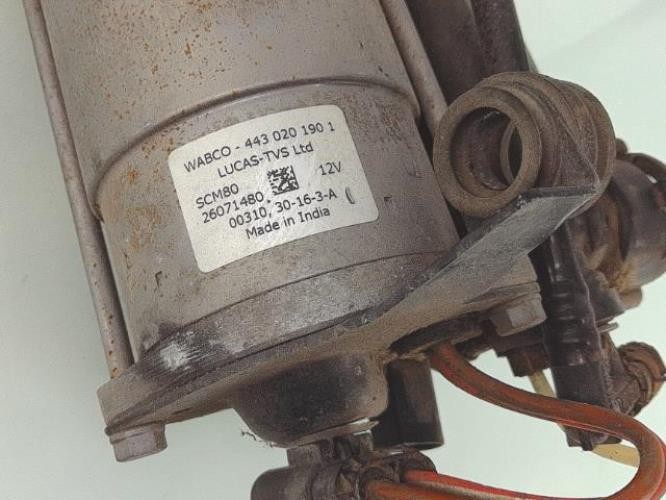 WABCO - 443 020 190 1
LUCAS-TVS Ltd
SCM80 12V
26071480
00310, 30-16-3-A
Made in India